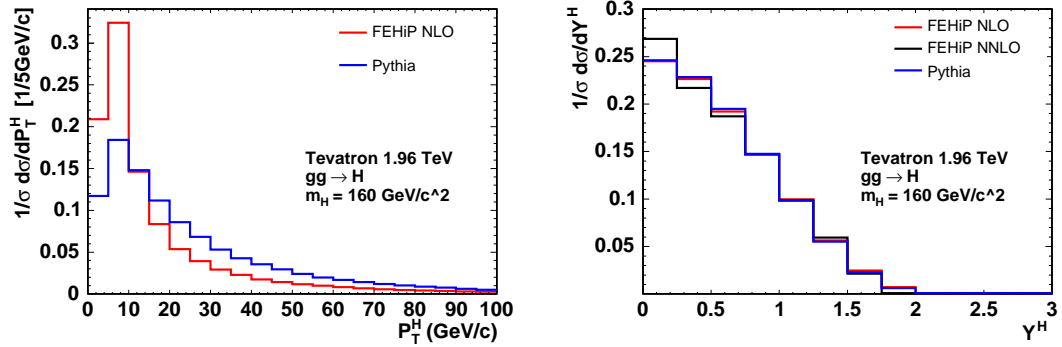 1/σ dσ/dP_T^H [1/5GeV/c]
0.3
0.25
0.2
0.15
0.1
0.05
0
FEHiP NLO
Pythia
Tevatron 1.96 TeV
gg → H
m_H = 160 GeV/c^2
0 10 20 30 40 50 60 70 80 90 100
P_T^H (GeV/c)
1/σ dσ/dY^H
0.3
0.25
0.2
0.15
0.1
0.05
FEHiP NLO
FEHiP NNLO
Pythia
Tevatron 1.96 TeV
gg → H
m_H = 160 GeV/c^2
0 0.5 1 1.5 2 2.5 3
Y^H